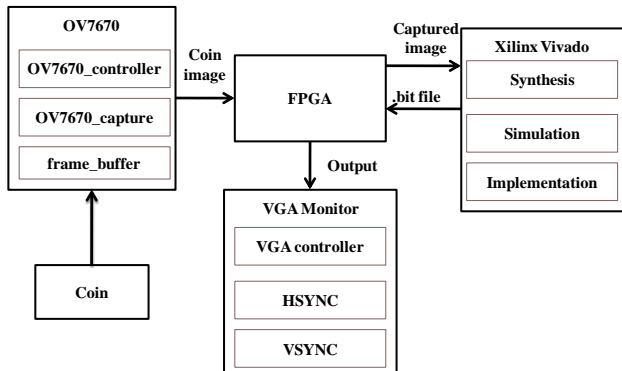 OV7670
OV7670_controller
OV7670_capture
frame_buffer
Coin
Coin
image
FPGA
Captured
image
.bit file
Xilinx Vivado
Synthesis
Simulation
Implementation
Output
VGA Monitor
VGA controller
HSYNC
VSYNC